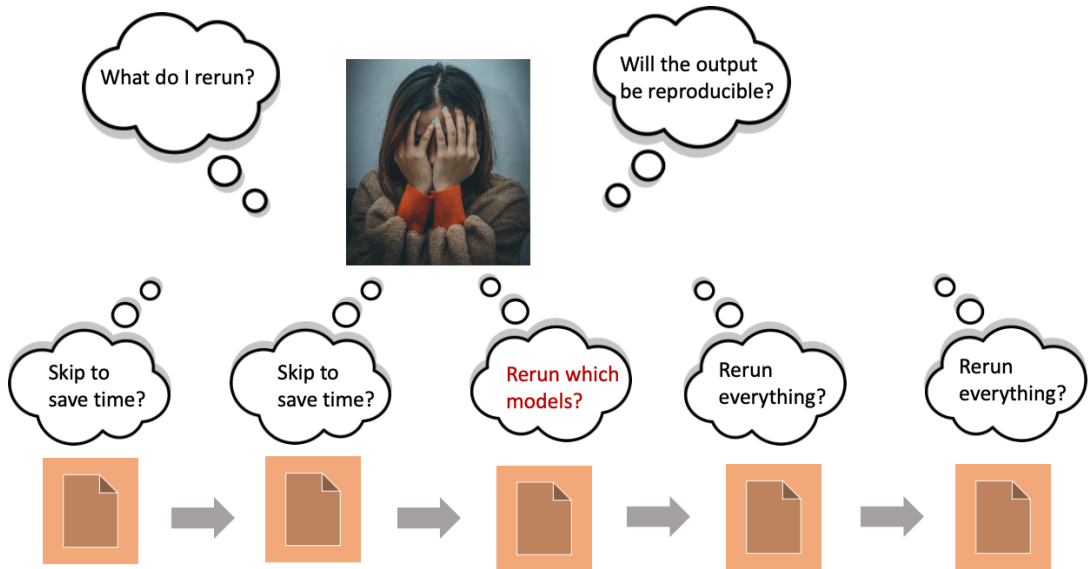 What do I rerun?
Will the output
be reproducible?
Skip to
save time?
Skip to
save time?
Rerun which
models?
Rerun
everything?
Rerun
everything?